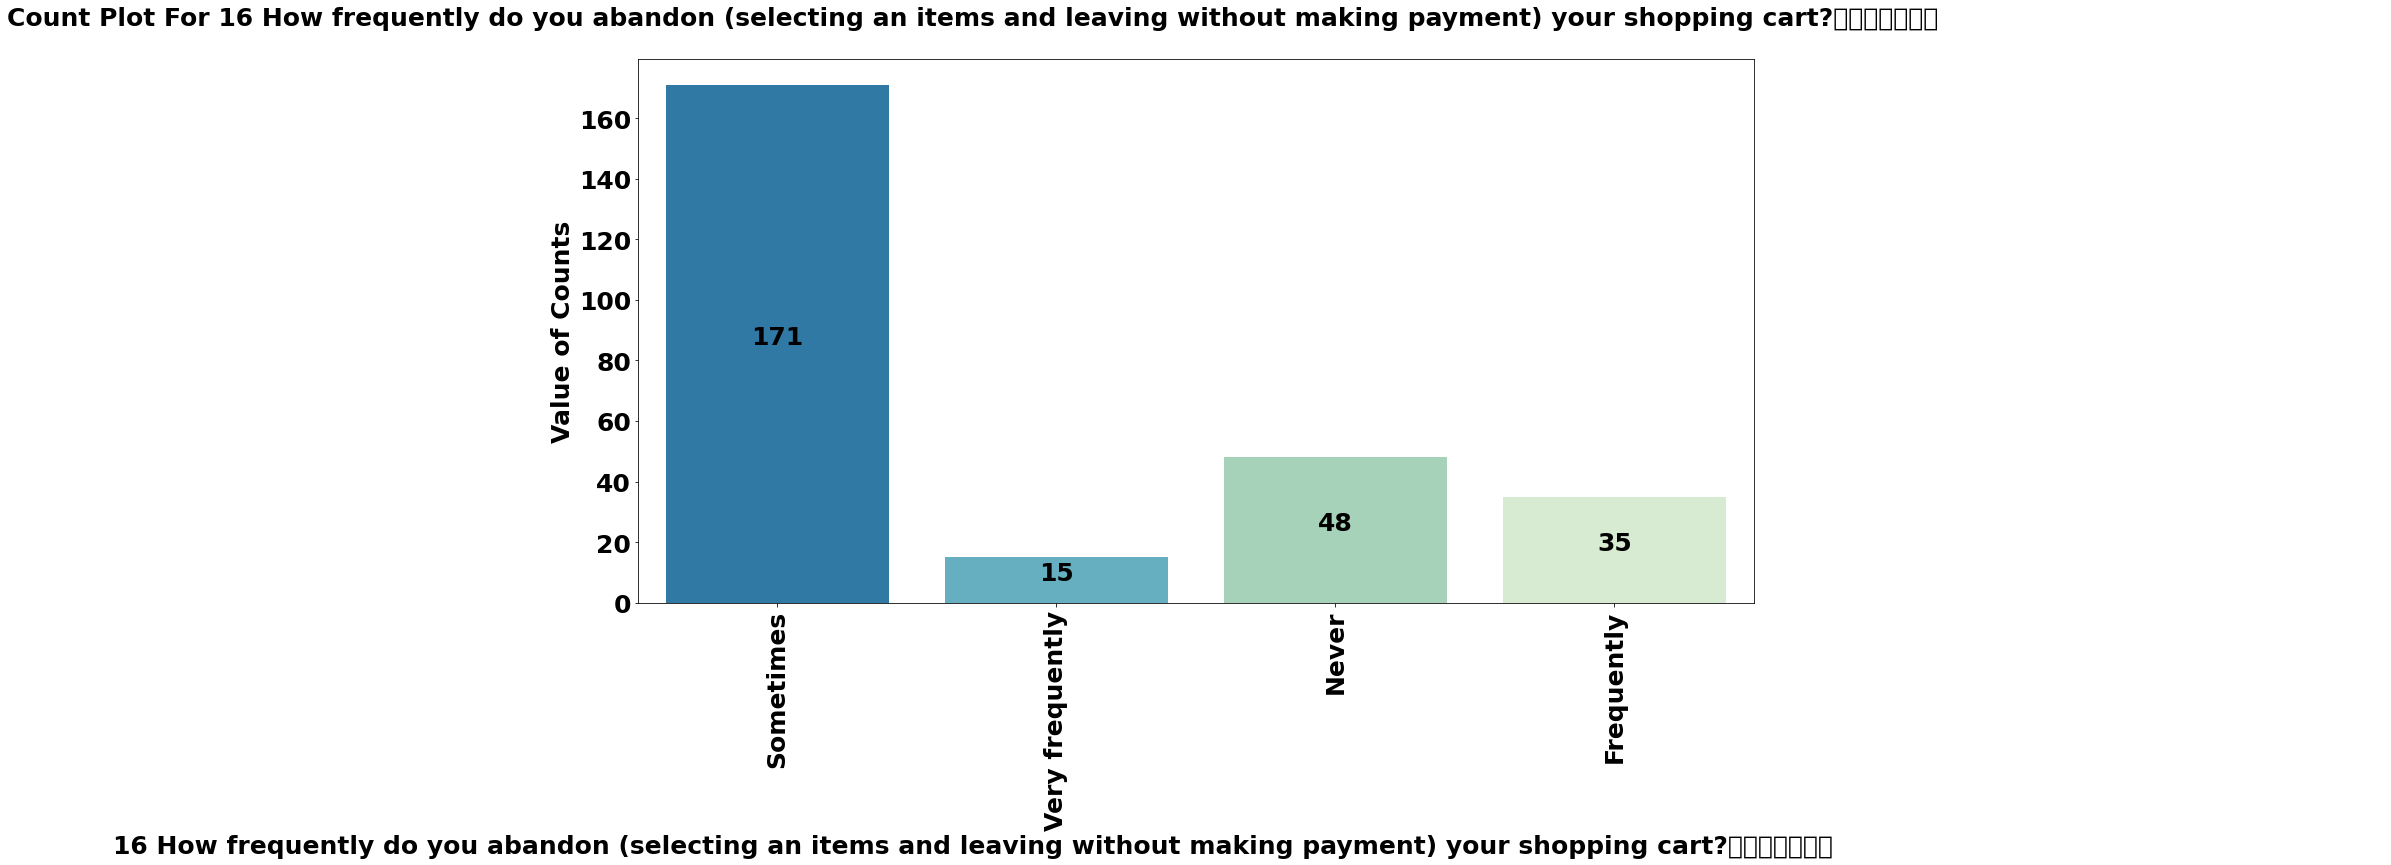 Count Plot For 16 How frequently do you abandon (selecting an items and leaving without making payment) your shopping cart?
Value of Counts
160
140
120
100
80
60
40
20
0
171
15
48
35
Sometimes
Very frequently
Never
Frequently
16 How frequently do you abandon (selecting an items and leaving without making payment) your shopping cart?